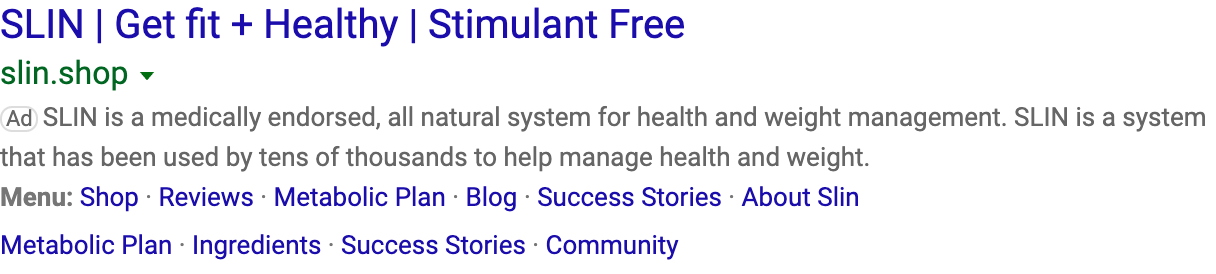 SLIN | Get fit + Healthy | Stimulant Free
slin.shop
Ad SLIN is a medically endorsed, all natural system for health and weight management. SLIN is a system
that has been used by tens of thousands to help manage health and weight.
Menu: Shop · Reviews · Metabolic Plan · Blog · Success Stories · About Slin
Metabolic Plan · Ingredients · Success Stories · Community